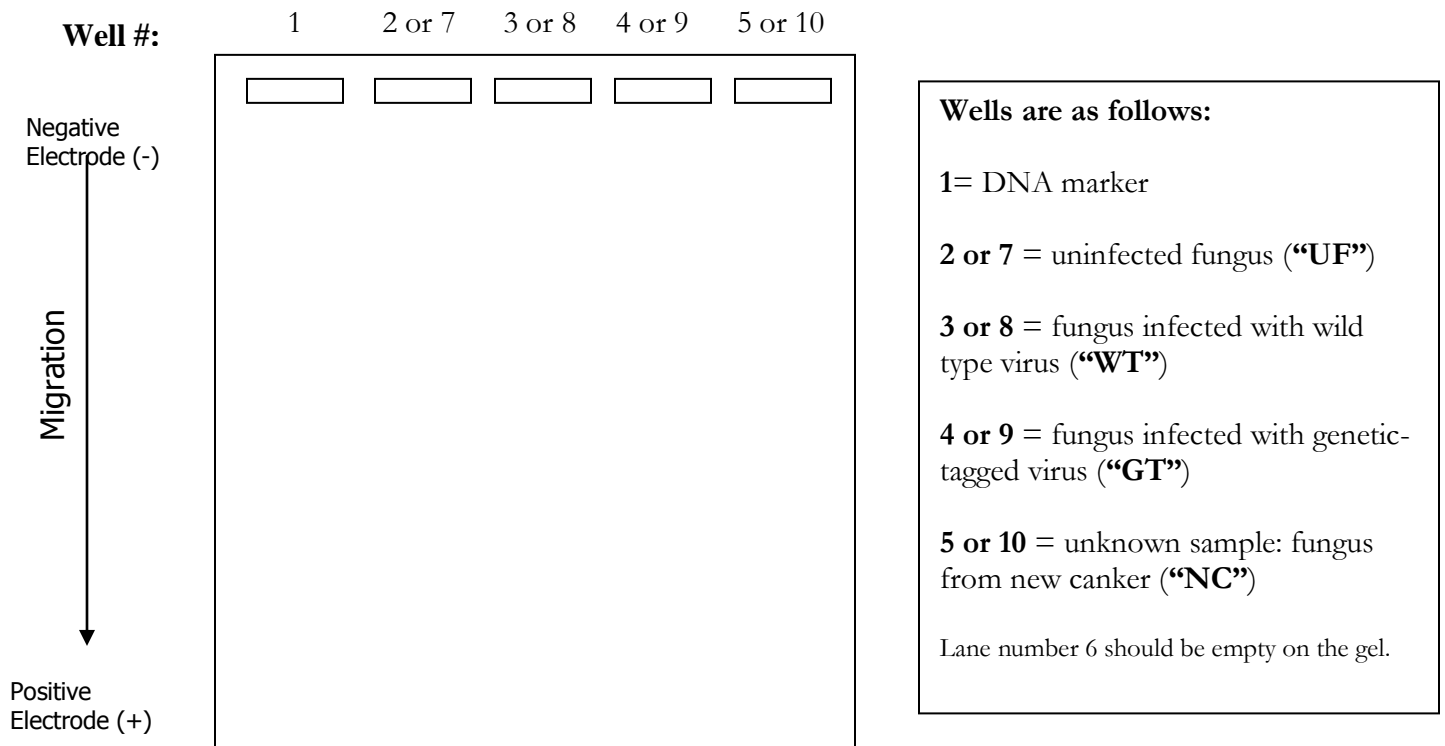 Well #: 1 2 or 7 3 or 8 4 or 9 5 or 10
Negative
Electrode (-)
Migration
Positive
Electrode (+)
Wells are as follows:
1= DNA marker
2 or 7 = uninfected fungus (“UF”)
3 or 8 = fungus infected with wild
type virus (“WT”)
4 or 9 = fungus infected with genetic-
tagged virus (“GT”)
5 or 10 = unknown sample: fungus
from new canker (“NC”)
Lane number 6 should be empty on the gel.